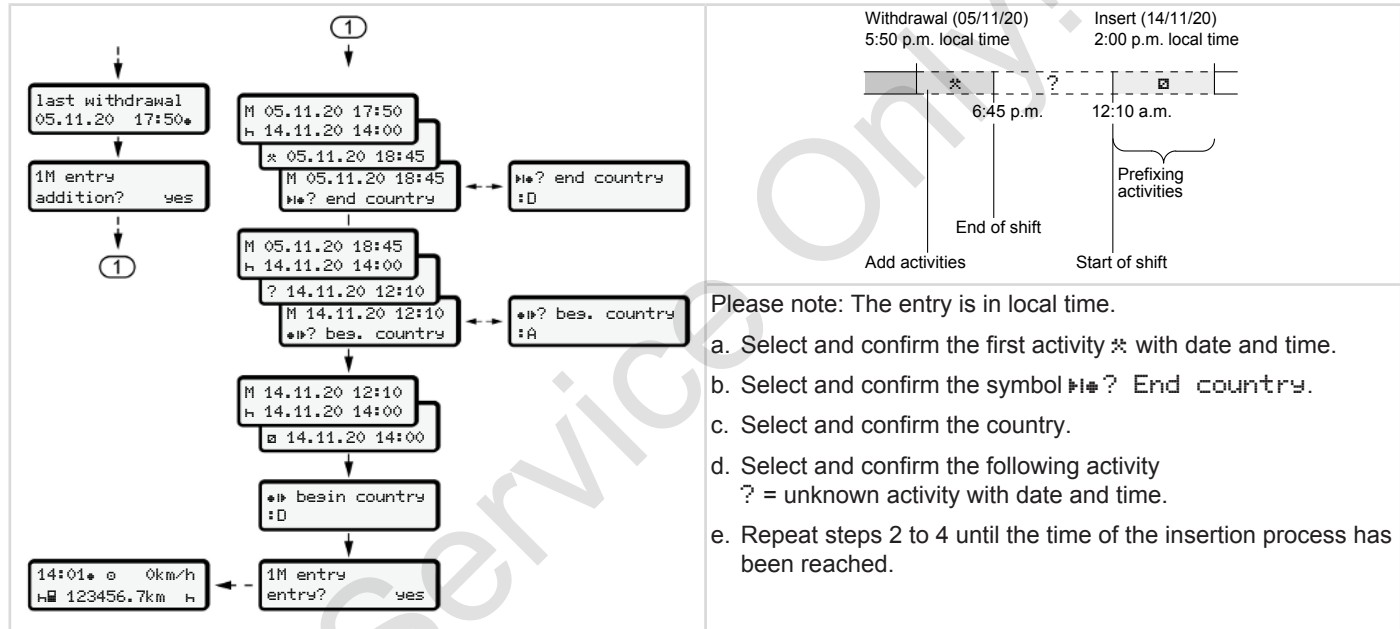 1
last withdrawal
05.11.20 17:50●
1M entry
addition? yes
1
M 05.11.20 17:50
h 14.11.20 14:00
05.11.20 18:45
M 05.11.20 18:45
? end country
? end country
:D
M 05.11.20 18:45
h 14.11.20 14:00
? 14.11.20 12:10
M 14.11.20 12:10
? beg. country
? beg. country
:A
M 14.11.20 12:10
h 14.11.20 14:00
14.11.20 14:00
begin country
:D
1M entry
entry? yes
14:01● 0km/h
h 123456.7km h
Withdrawal (05/11/20)
5:50 p.m. local time
Insert (14/11/20)
2:00 p.m. local time
?
6:45 p.m.
12:10 a.m.
Prefixing
activities
End of shift
Add activities
Start of shift
Please note: The entry is in local time.
a. Select and confirm the first activity with date and time.
b. Select and confirm the symbol ? End country.
c. Select and confirm the country.
d. Select and confirm the following activity
? = unknown activity with date and time.
e. Repeat steps 2 to 4 until the time of the insertion process has
been reached.
Service Only!